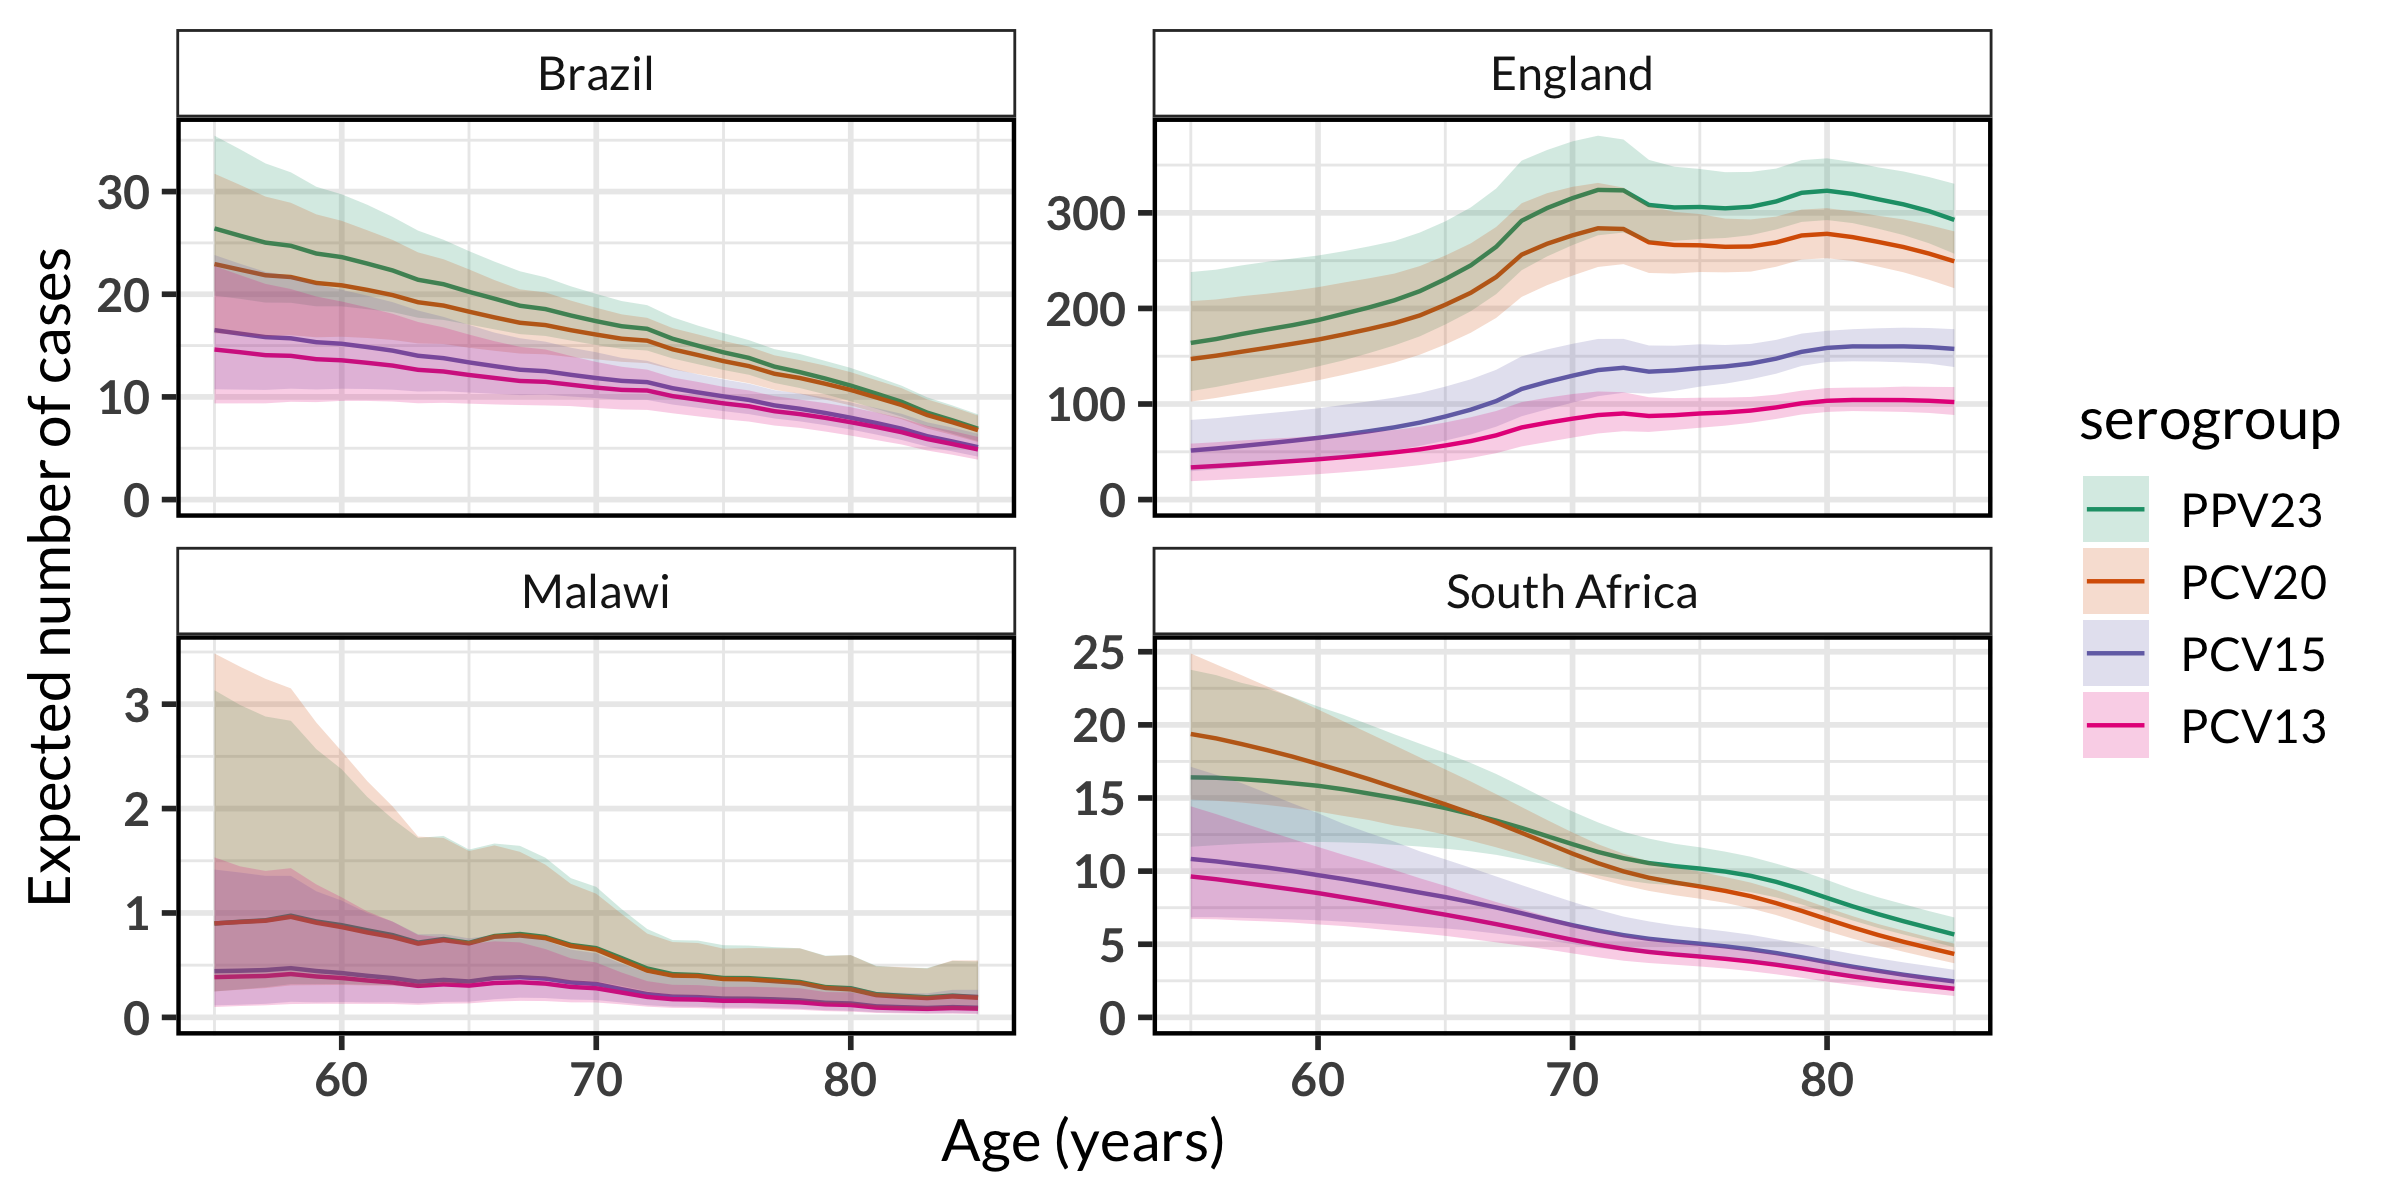 Brazil
England
30
20
10
0
300
200
100
0
Malawi
South Africa
3
2
1
0
25
20
15
10
5
0
60 70 80
60 70 80
Age (years)
Expected number of cases
serogroup
PPV23
PCV20
PCV15
PCV13